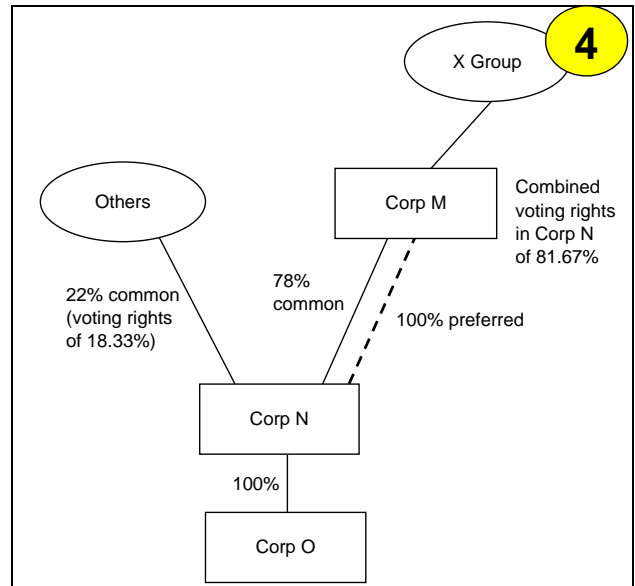 4
X Group
Others
Corp M
Combined
voting rights
in Corp N
of 81.67%
22% common
(voting rights
of 18.33%)
78%
common
100% preferred
Corp N
100%
Corp O